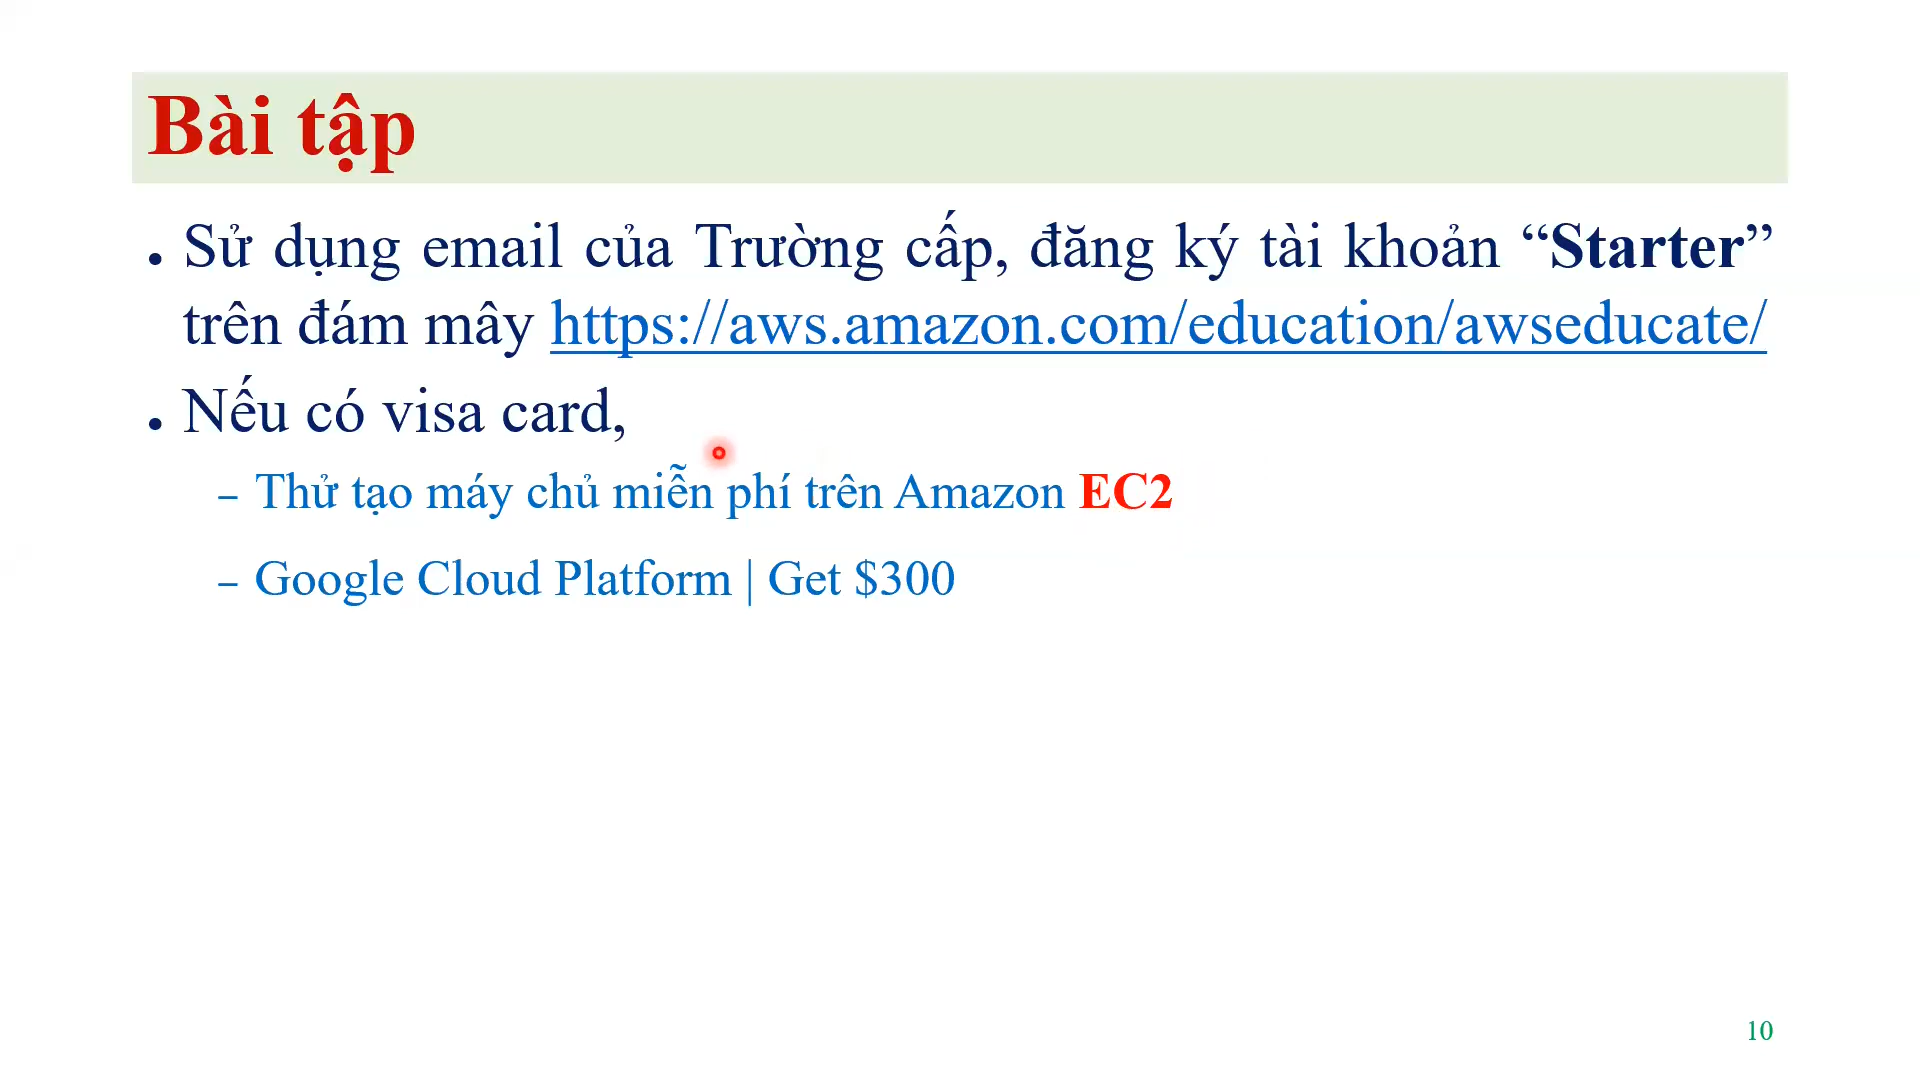 Bài tập
• Sử dụng email của Trường cấp, đăng ký tài khoản “Starter”
trên đám mây https://aws.amazon.com/education/awseducate/
• Nếu có visa card,
– Thử tạo máy chủ miễn phí trên Amazon EC2
– Google Cloud Platform | Get $300
10